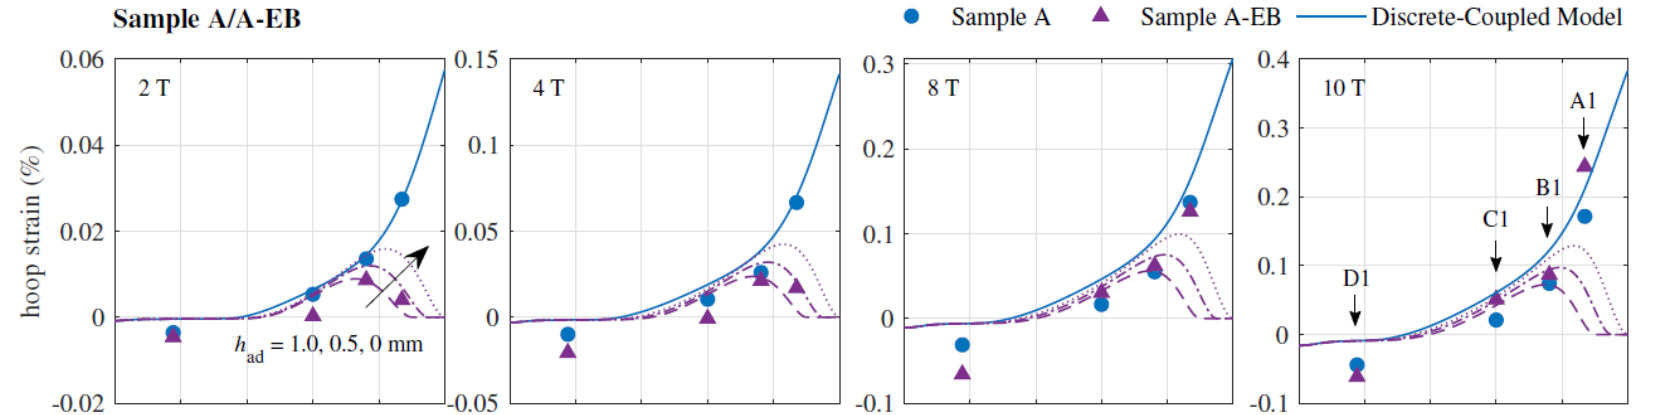 Sample A/A-EB
Sample A
Sample A-EB
Discrete-Coupled Model
hoop strain (%)
2 T
0.06
0.04
0.02
0
-0.02
h_ad = 1.0, 0.5, 0 mm
4 T
0.15
0.1
0.05
0
-0.05
8 T
0.3
0.2
0.1
0
-0.1
10 T
0.4
0.3
0.2
0.1
0
-0.1
A1
B1
C1
D1